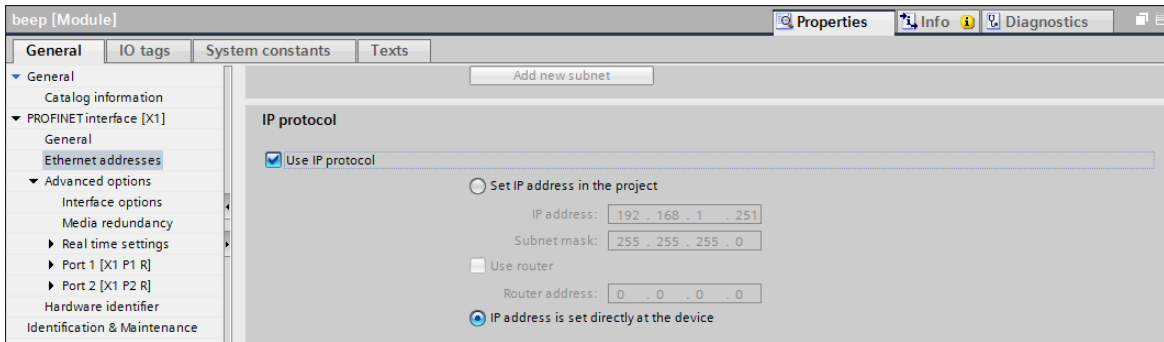 beep [Module]
Properties
Info
Diagnostics
General
IO tags
System constants
Texts
General
Catalog information
PROFINET interface [X1]
General
Ethernet addresses
Advanced options
Interface options
Media redundancy
Real time settings
Port 1 [X1 P1 R]
Port 2 [X1 P2 R]
Hardware identifier
Identification & Maintenance
Add new subnet
IP protocol
Use IP protocol
Set IP address in the project
IP address: 192 . 168 . 1 . 251
Subnet mask: 255 . 255 . 255 . 0
Use router
Router address: 0 . 0 . 0 . 0
IP address is set directly at the device